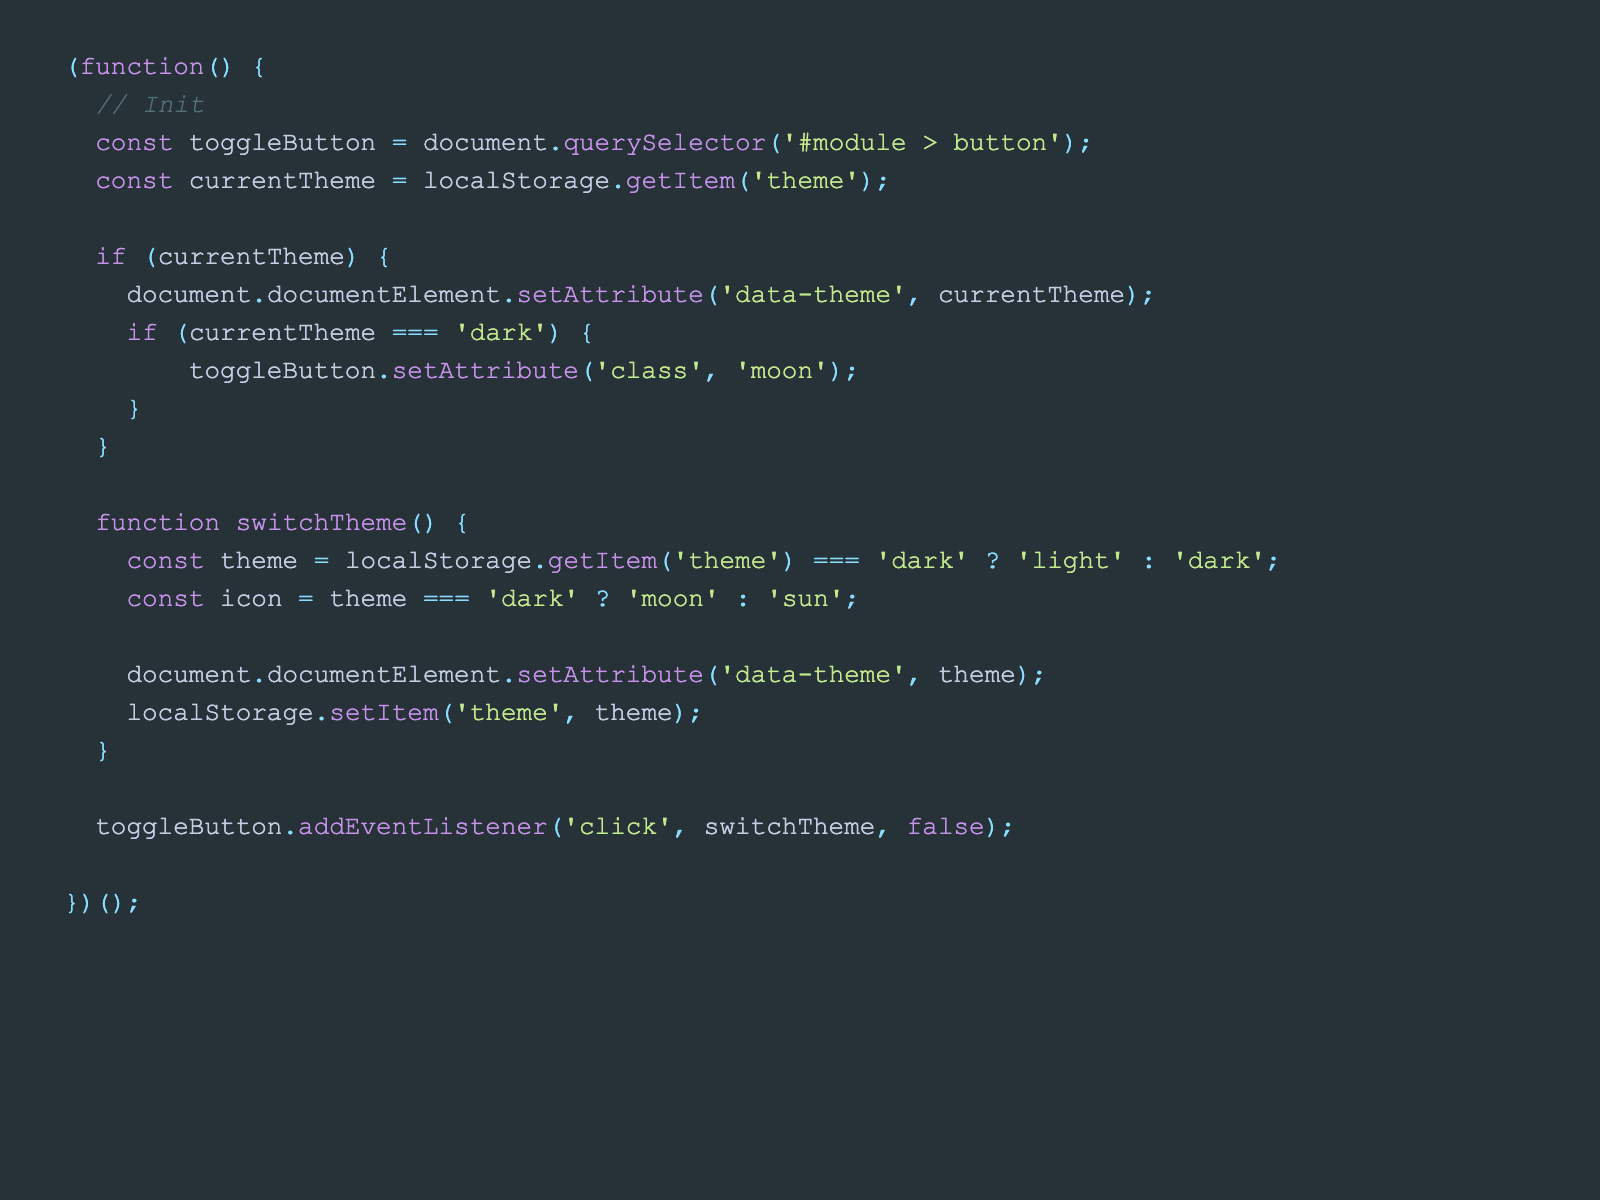 (function() {
  // Init
  const toggleButton = document.querySelector('#module > button');
  const currentTheme = localStorage.getItem('theme');

  if (currentTheme) {
    document.documentElement.setAttribute('data-theme', currentTheme);
    if (currentTheme === 'dark') {
        toggleButton.setAttribute('class', 'moon');
    }
  }

  function switchTheme() {
    const theme = localStorage.getItem('theme') === 'dark' ? 'light' : 'dark';
    const icon = theme === 'dark' ? 'moon' : 'sun';

    document.documentElement.setAttribute('data-theme', theme);
    localStorage.setItem('theme', theme);
  }

  toggleButton.addEventListener('click', switchTheme, false);

})();